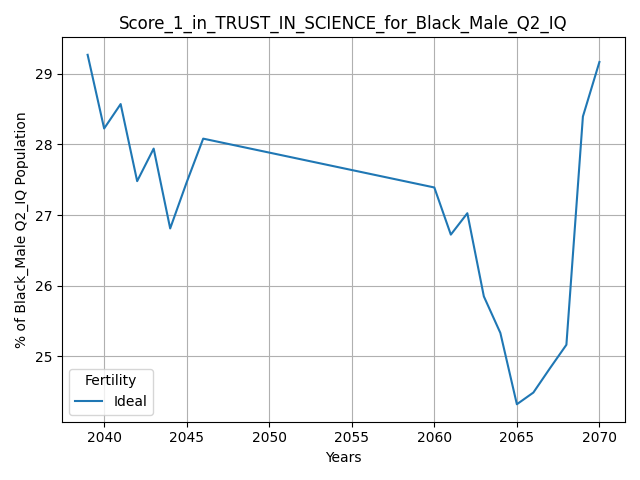 Score_1_in_TRUST_IN_SCIENCE_for_Black_Male_Q2_IQ
% of Black_Male Q2_IQ Population
29
28
27
26
25
Fertility
Ideal
2040 2045 2050 2055 2060 2065 2070
Years